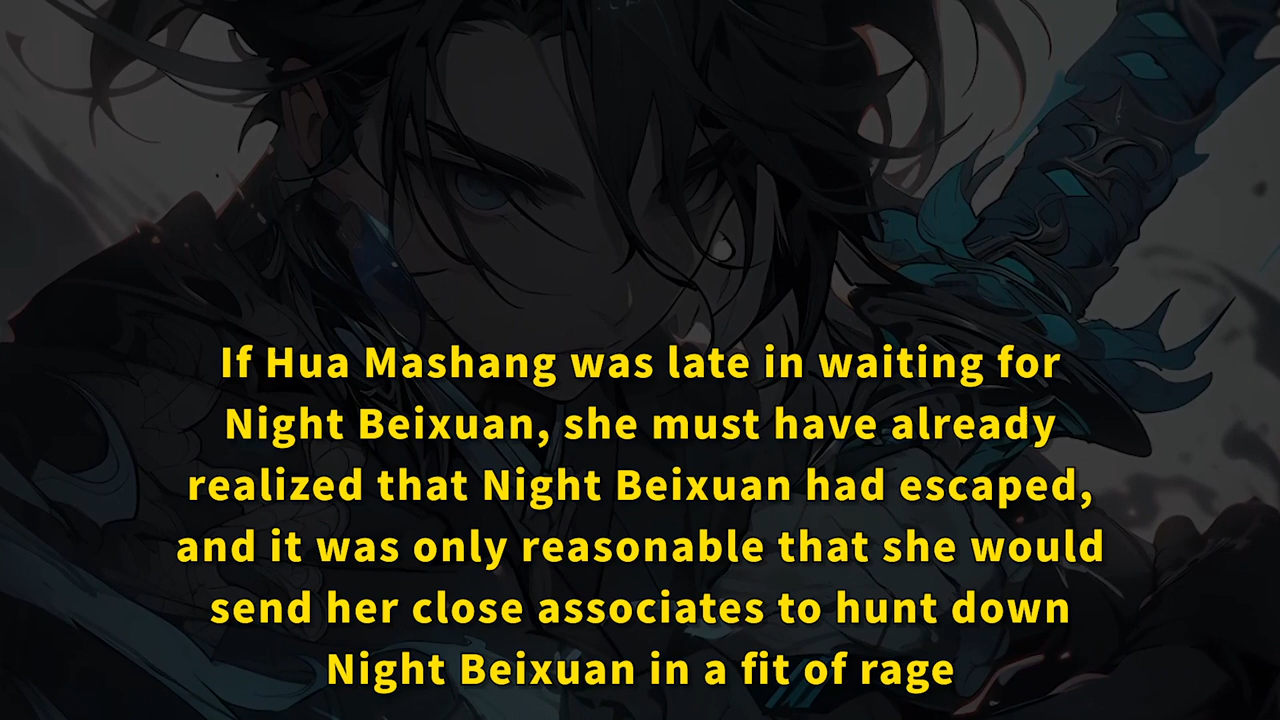 If Hua Mashang was late in waiting for
Night Beixuan, she must have already
realized that Night Beixuan had escaped,
and it was only reasonable that she would
send her close associates to hunt down
Night Beixuan in a fit of rage